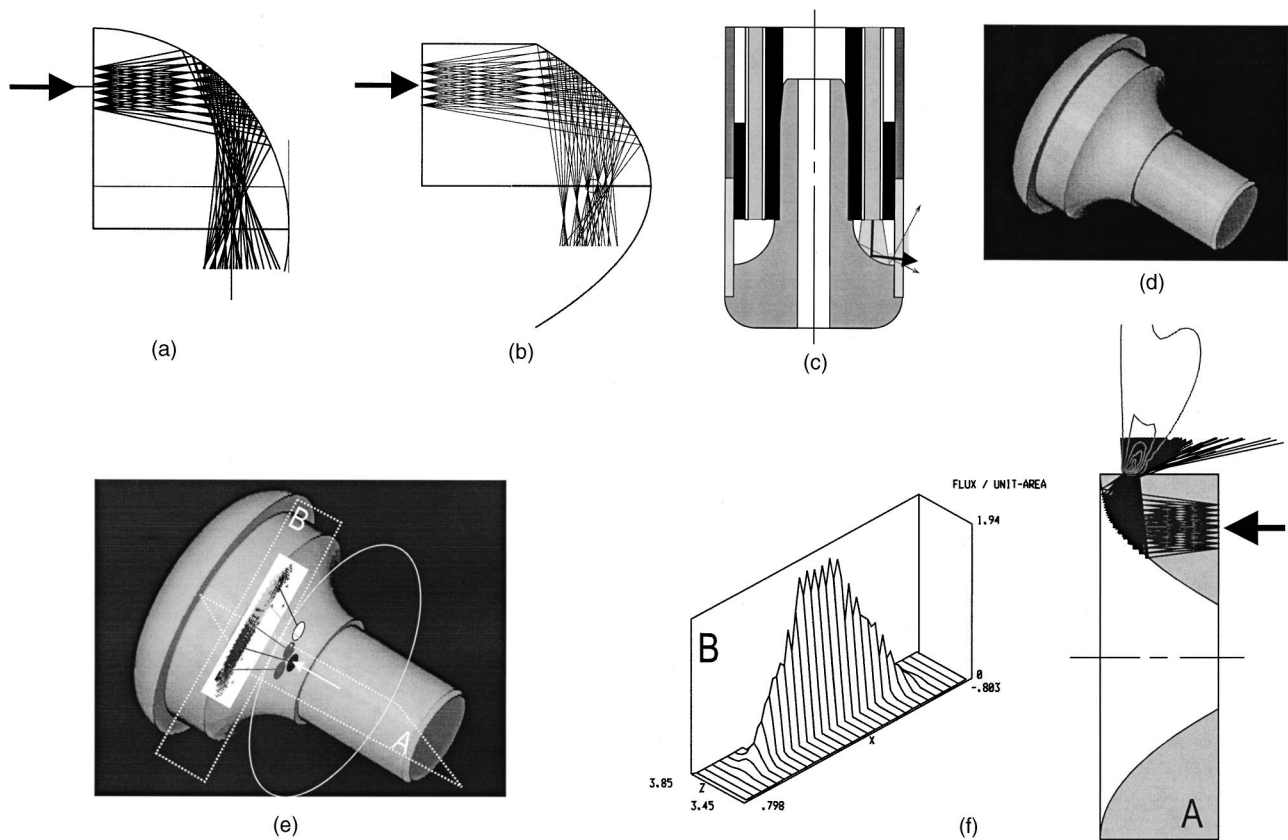 (a)
(b)
(c)
(d)
B
A
(e)
FLUX / UNIT-AREA
1.94
B
0
-.803
X
3.85
Z
3.45
.798
A
(f)